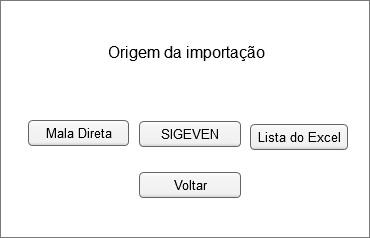 Origem da importação
Mala Direta
SIGEVEN
Lista do Excel
Voltar